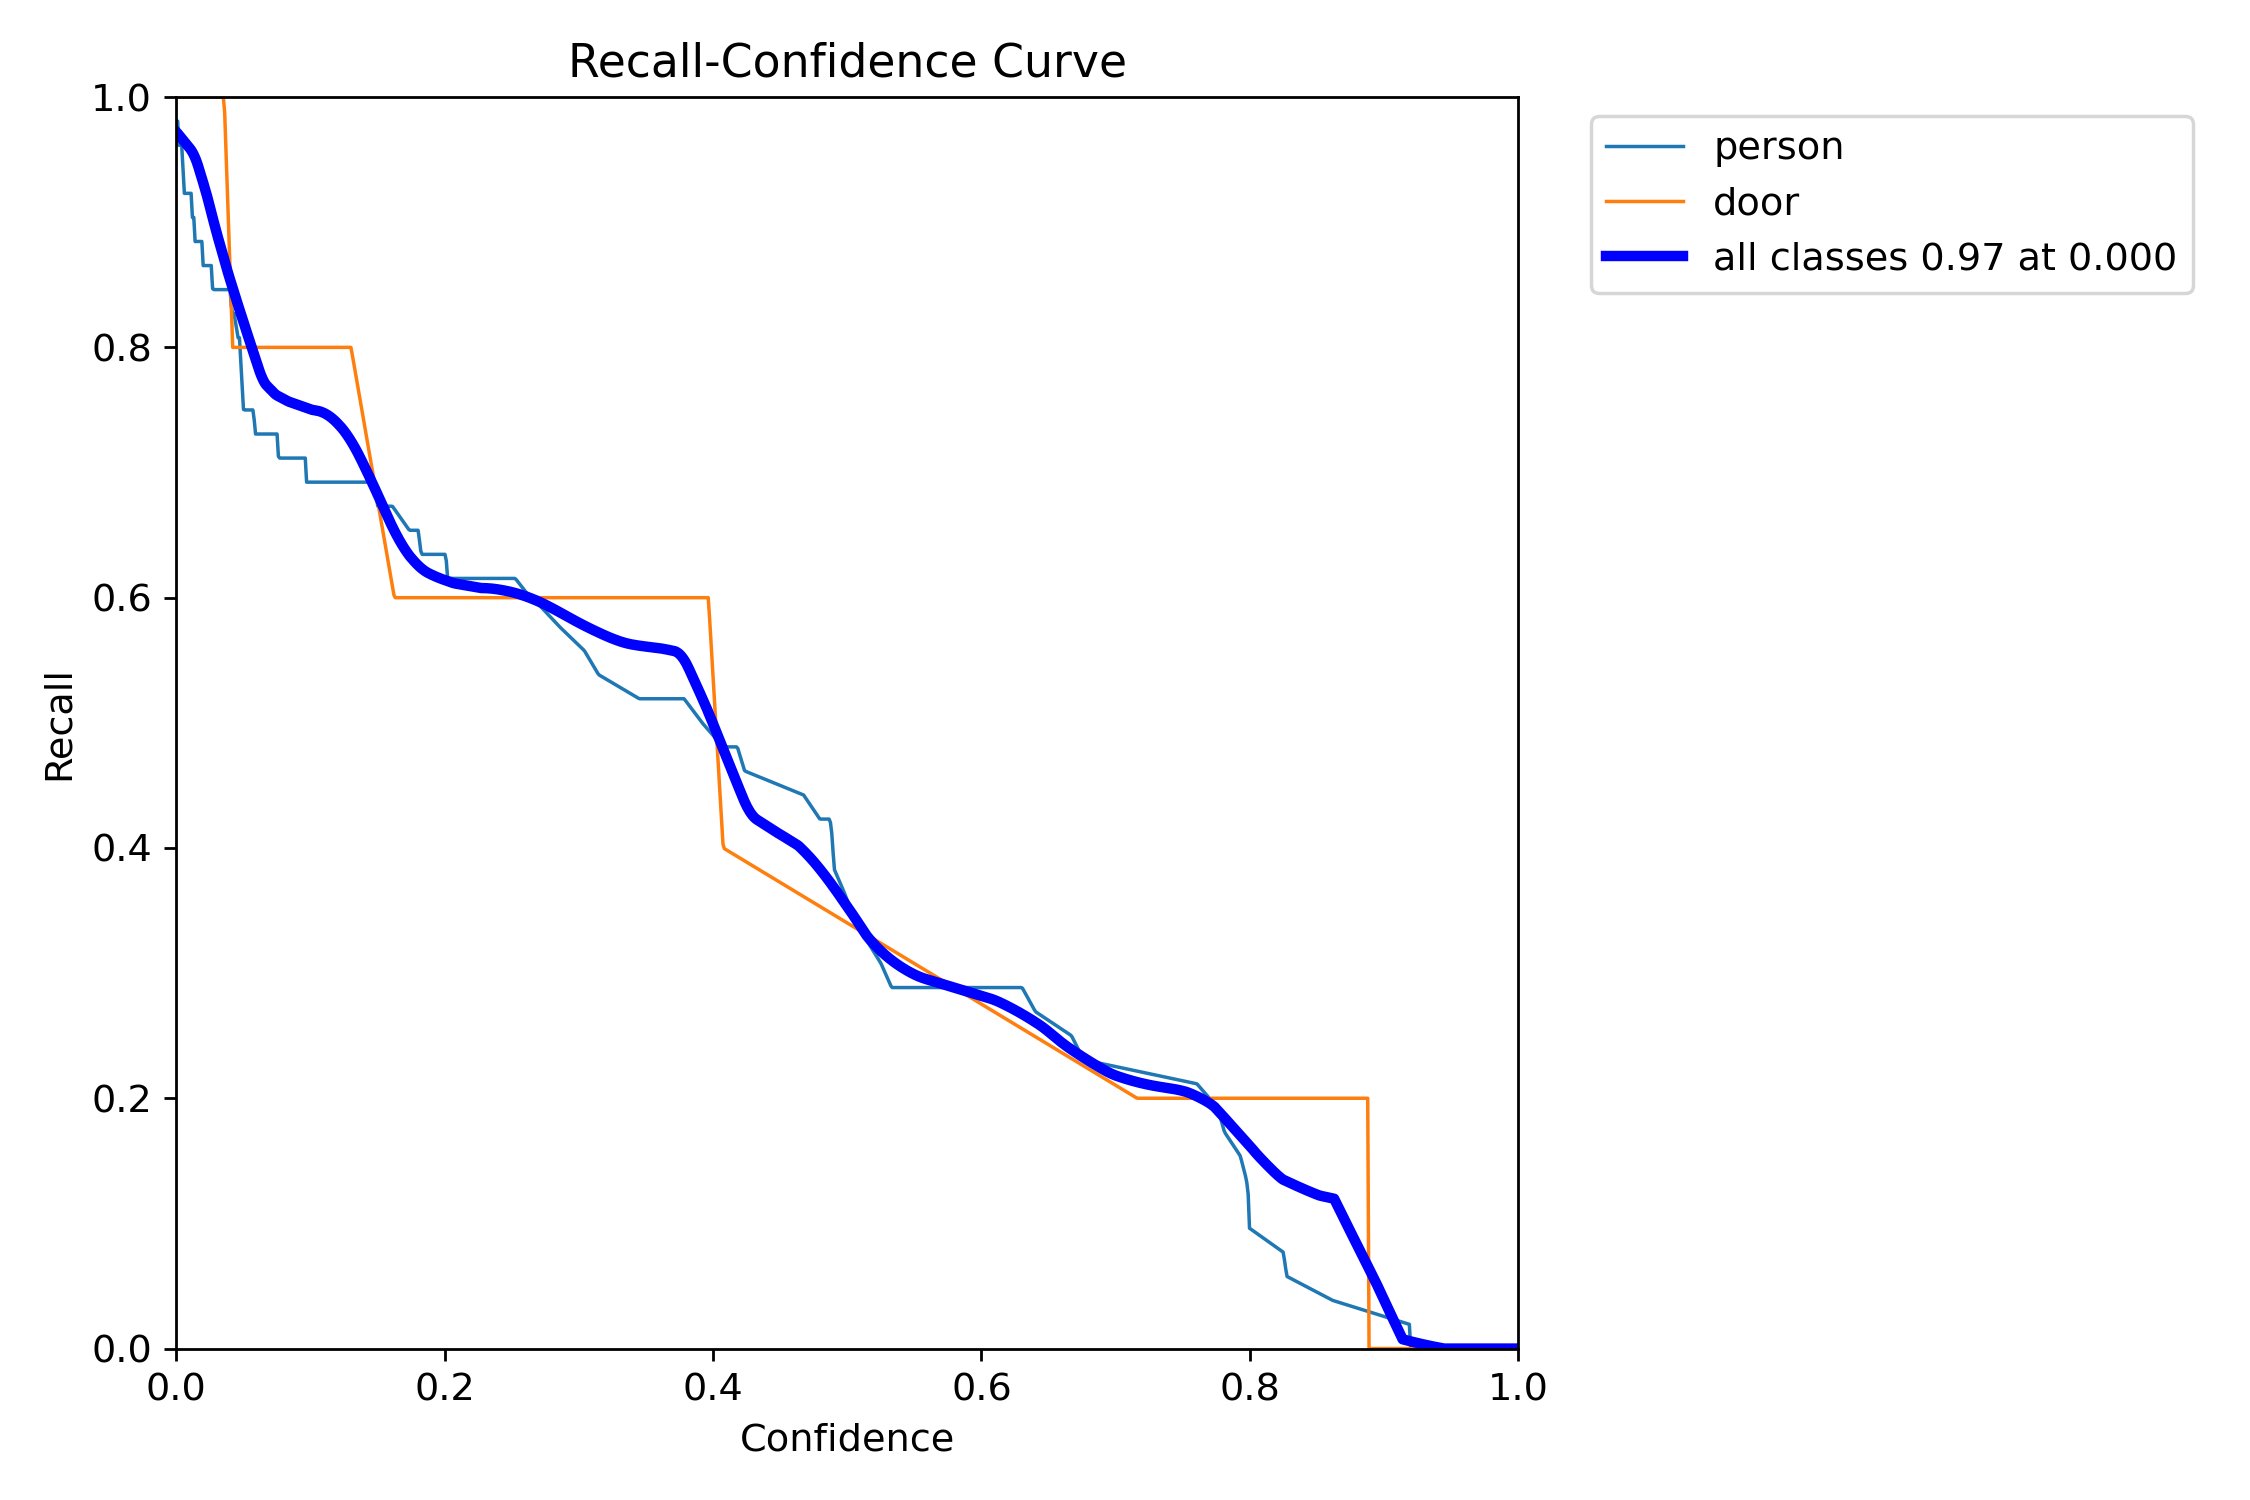 Recall-Confidence Curve
1.0
0.8
0.6
0.4
0.2
0.0
Recall
0.0 0.2 0.4 0.6 0.8 1.0
Confidence
person
door
all classes 0.97 at 0.000